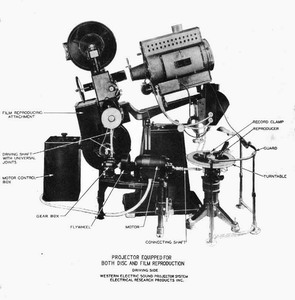 FILM REPRODUCING
ATTACHMENT
DRIVING SHAFT
WITH UNIVERSAL
JOINTS
MOTOR CONTROL
BOX
GEAR BOX
FLYWHEEL
MOTOR
CONNECTING SHAFT
RECORD CLAMP
REPRODUCER
GUARD
TURNTABLE
PROJECTOR EQUIPPED FOR
BOTH DISC AND FILM REPRODUCTION
DRIVING SIDE
WESTERN ELECTRIC SOUND PROJECTOR SYSTEM
ELECTRICAL RESEARCH PRODUCTS INC.